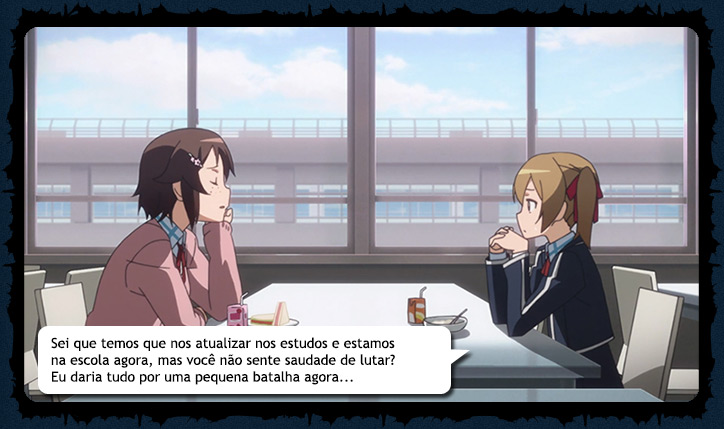 Sei que temos que nos atualizar nos estudos e estamos
na escola agora, mas você não sente saudade de lutar?
Eu daria tudo por uma pequena batalha agora...